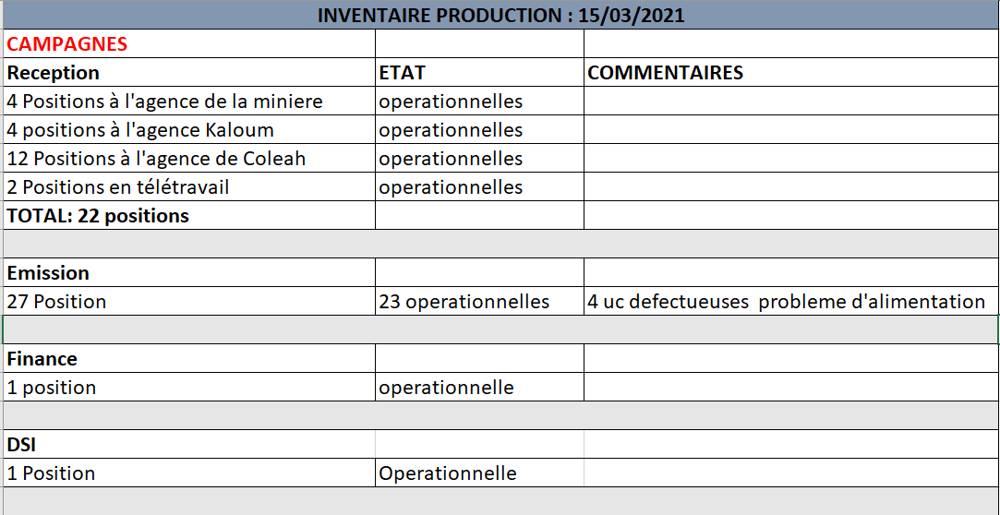 INVENTAIRE PRODUCTION : 15/03/2021
CAMPAGNES
Reception ETAT COMMENTAIRES
4 Positions à l'agence de la miniere operationnelles
4 positions à l'agence Kaloum operationnelles
12 Positions à l'agence de Coleah operationnelles
2 Positions en télétravail operationnelles
TOTAL: 22 positions
Emission
27 Position 23 operationnelles 4 uc defectueuses probleme d'alimentation
Finance
1 position operationnelle
DSI
1 Position Operationnelle